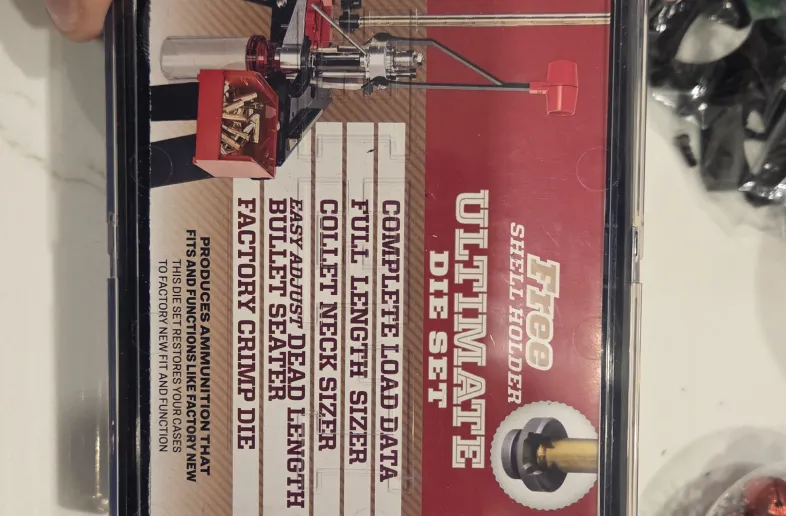 Free
SHELL HOLDER
ULTIMATE
DIE SET
COMPLETE LOAD DATA
FULL LENGTH SIZER
COLLET NECK SIZER
EASY ADJUST DEAD LENGTH
BULLET SEATER
FACTORY CRIMP DIE
PRODUCES AMMUNITION THAT
FITS AND FUNCTIONS LIKE FACTORY NEW
THIS DIE SET RESTORES YOUR CASES
TO FACTORY NEW FIT AND FUNCTION